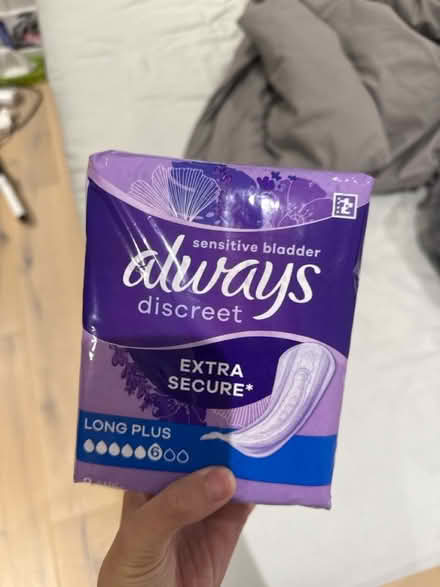 sensitive bladder
always
discreet
EXTRA
SECURE*
LONG PLUS
6